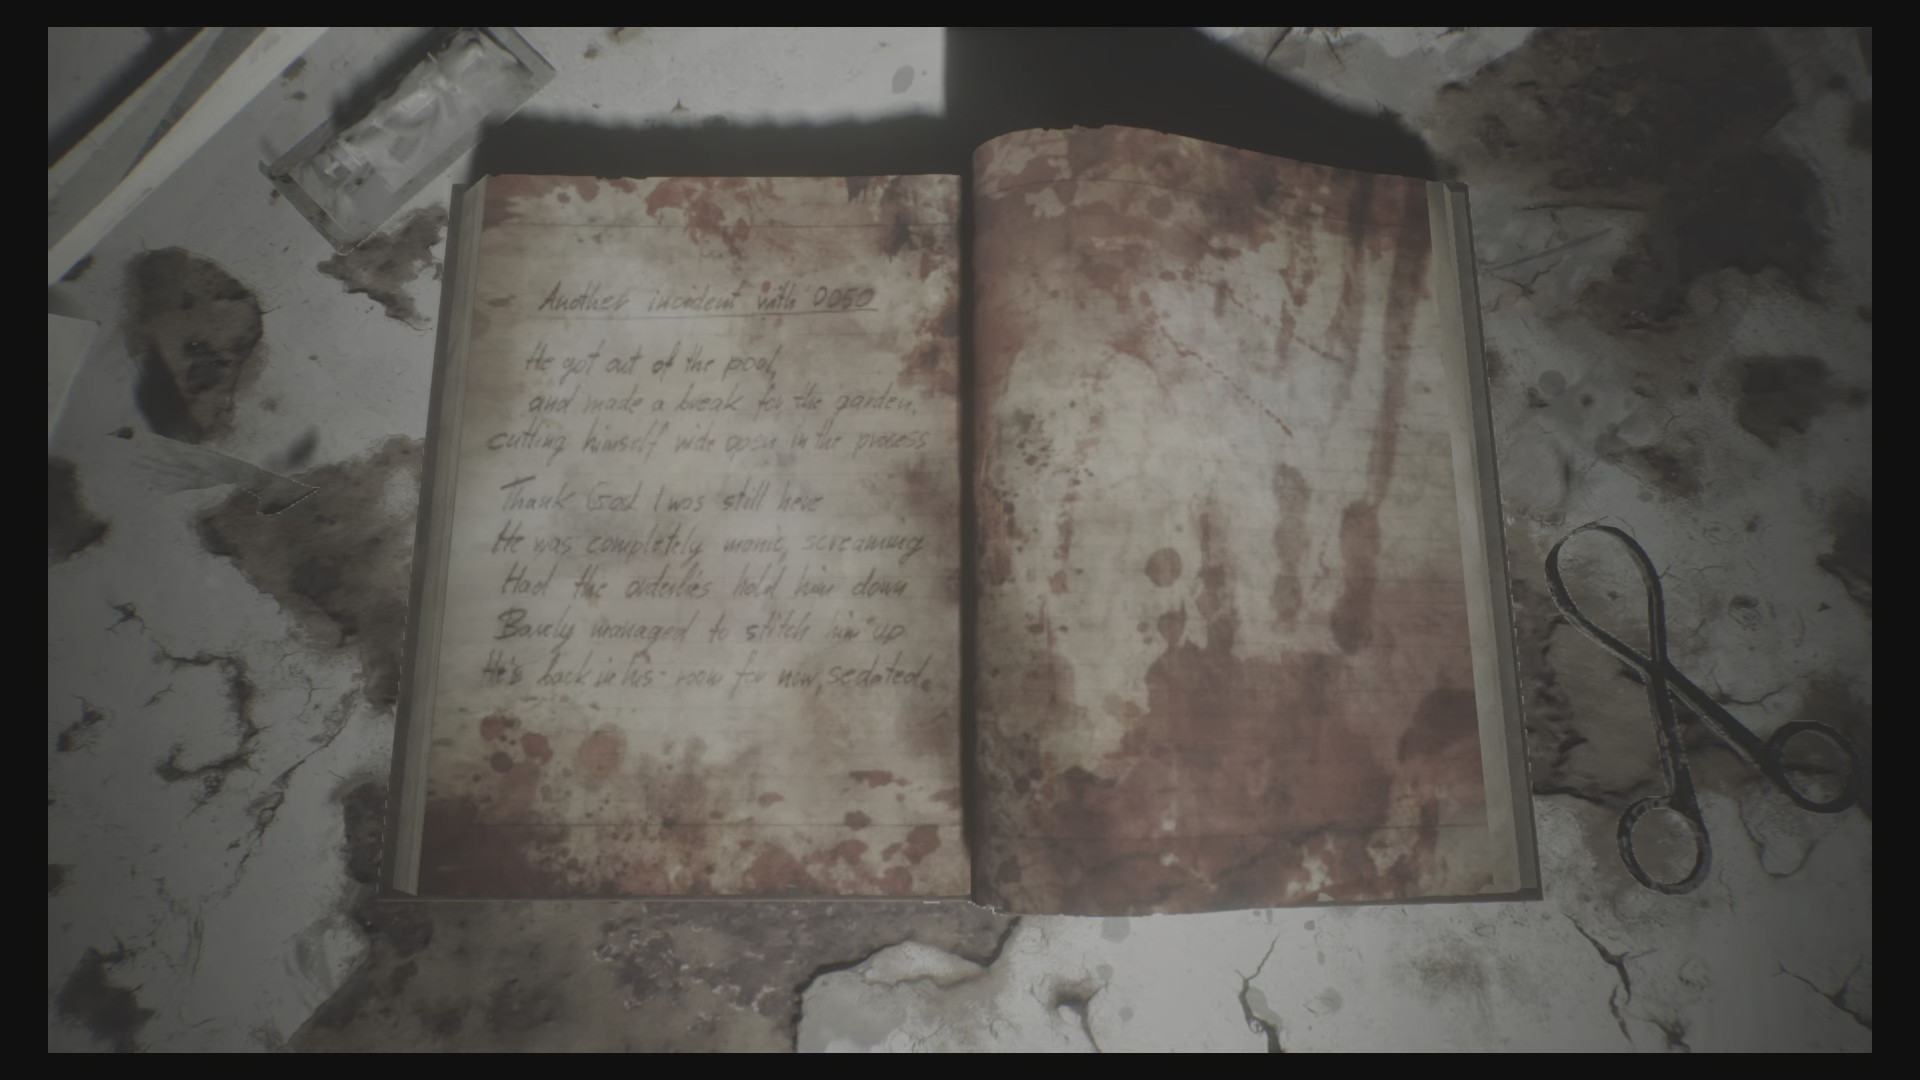 Another incident with 0050
He got out of the pool,
and made a break for the garden,
cutting himself wide open in the process
Thank God I was still here
He was completely manic, screaming
Had the orderlies hold him down
Barely managed to stitch him up
He's back in his room for now, sedated.